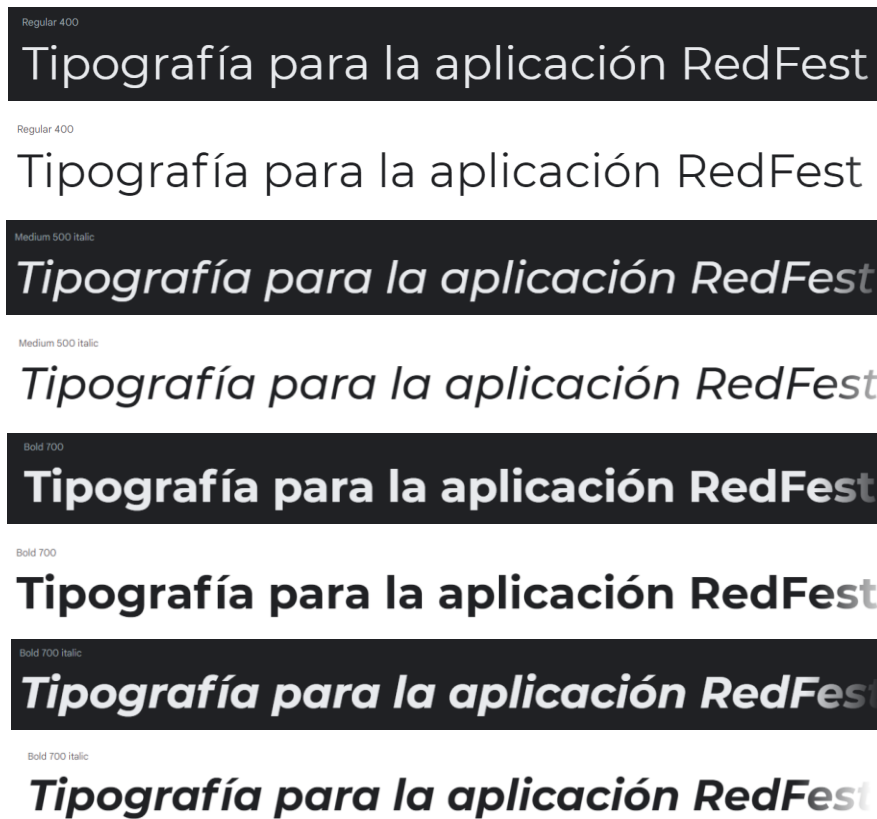 Regular 400
Tipografía para la aplicación RedFest
Regular 400
Tipografía para la aplicación RedFest
Medium 500 italic
Tipografía para la aplicación RedFest
Medium 500 italic
Tipografía para la aplicación RedFest
Bold 700
Tipografía para la aplicación RedFest
Bold 700
Tipografía para la aplicación RedFest
Bold 700 italic
Tipografía para la aplicación RedFest
Bold 700 italic
Tipografía para la aplicación RedFest